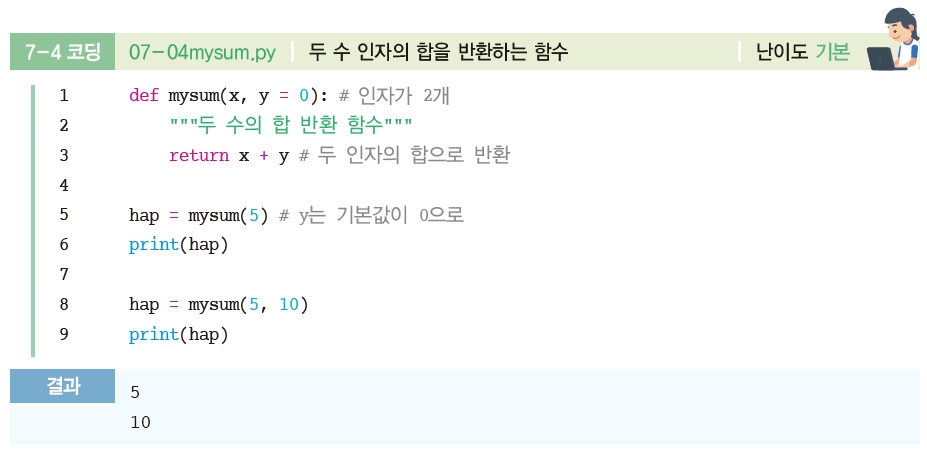 7-4 코딩 07-04mysum.py 두 수 인자의 합을 반환하는 함수 난이도 기본
1 def mysum(x, y = 0): # 인자가 2개
2     """두 수의 합 반환 함수"""
3     return x + y # 두 인자의 합으로 반환
4
5 hap = mysum(5) # y는 기본값이 0으로
6 print(hap)
7
8 hap = mysum(5, 10)
9 print(hap)
결과 5
10